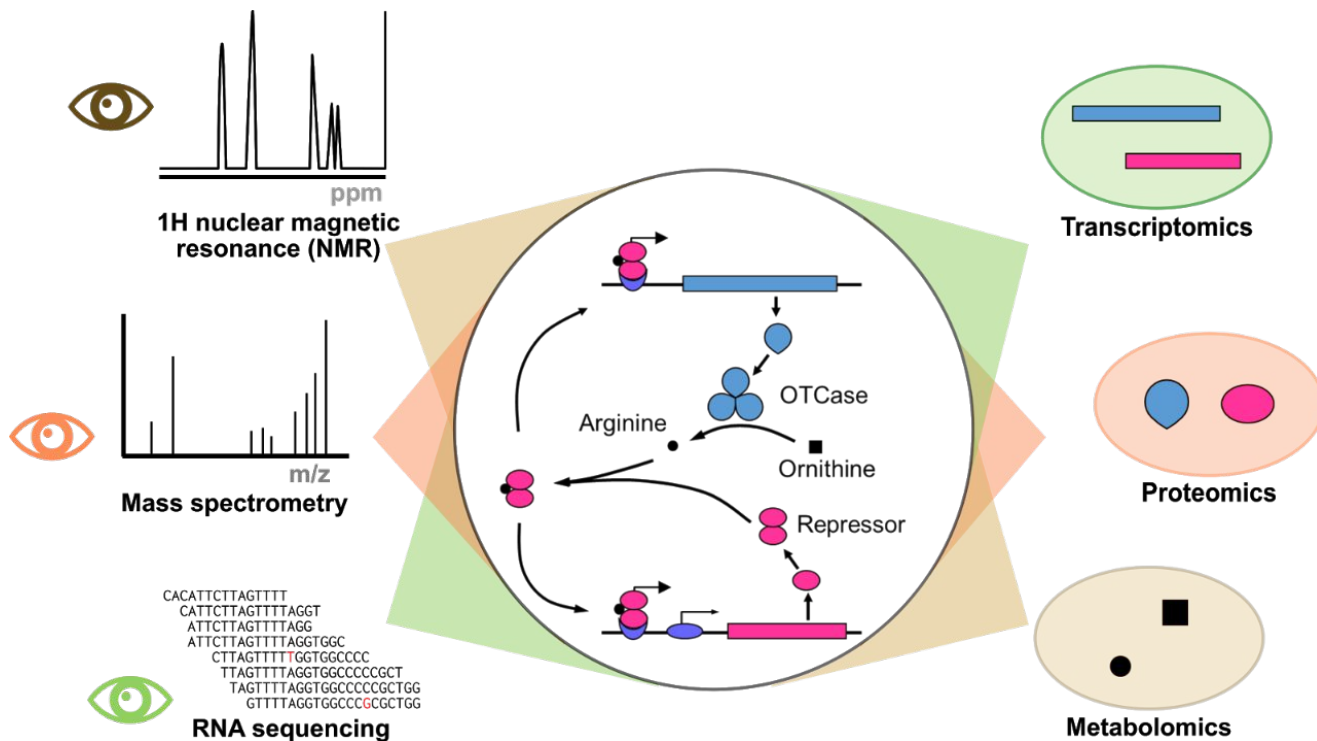 ppm
1H nuclear magnetic
resonance (NMR)
m/z
Mass spectrometry
CACATTCTTAGTTTT
CATTCTTAGTTTTAGGT
ATTCTTAGTTTTAGG
ATTCTTAGTTTTAGGTGGC
CTTAGTTTTTGGTGGCCCC
TTAGTTTTAGGTGGCCCCCGCT
TAGTTTTAGGTGGCCCCCGCTGG
GTTTTAGGTGGCCCGCGCTGG
RNA sequencing
OTCase
Arginine
Ornithine
Repressor
Transcriptomics
Proteomics
Metabolomics